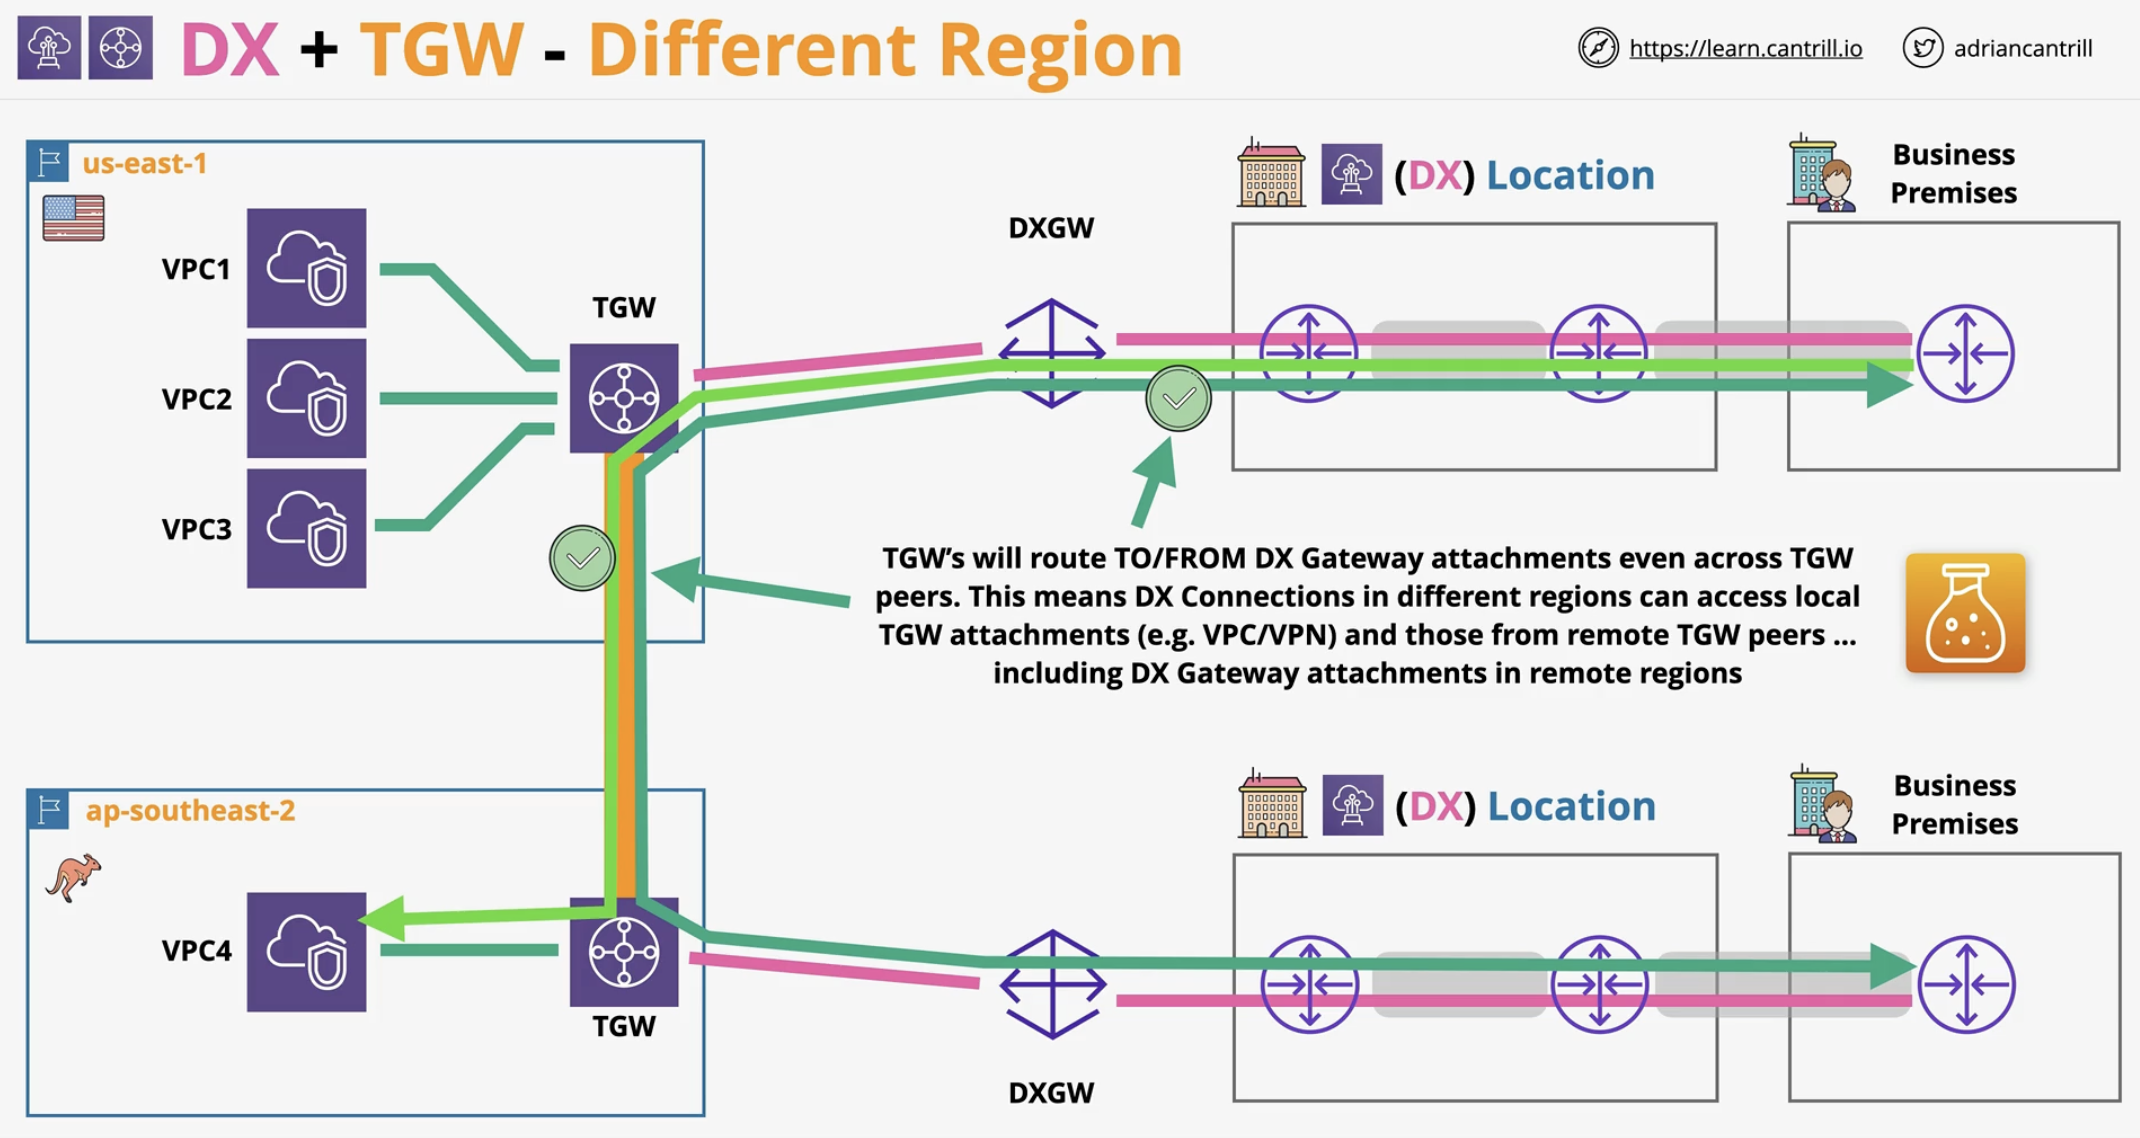 DX + TGW - Different Region
https://learn.cantrill.io
adriancantrill
us-east-1
VPC1
VPC2
VPC3
TGW
DXGW
(DX) Location
Business
Premises
TGW's will route TO/FROM DX Gateway attachments even across TGW
peers. This means DX Connections in different regions can access local
TGW attachments (e.g. VPC/VPN) and those from remote TGW peers ...
including DX Gateway attachments in remote regions
ap-southeast-2
VPC4
TGW
DXGW
(DX) Location
Business
Premises